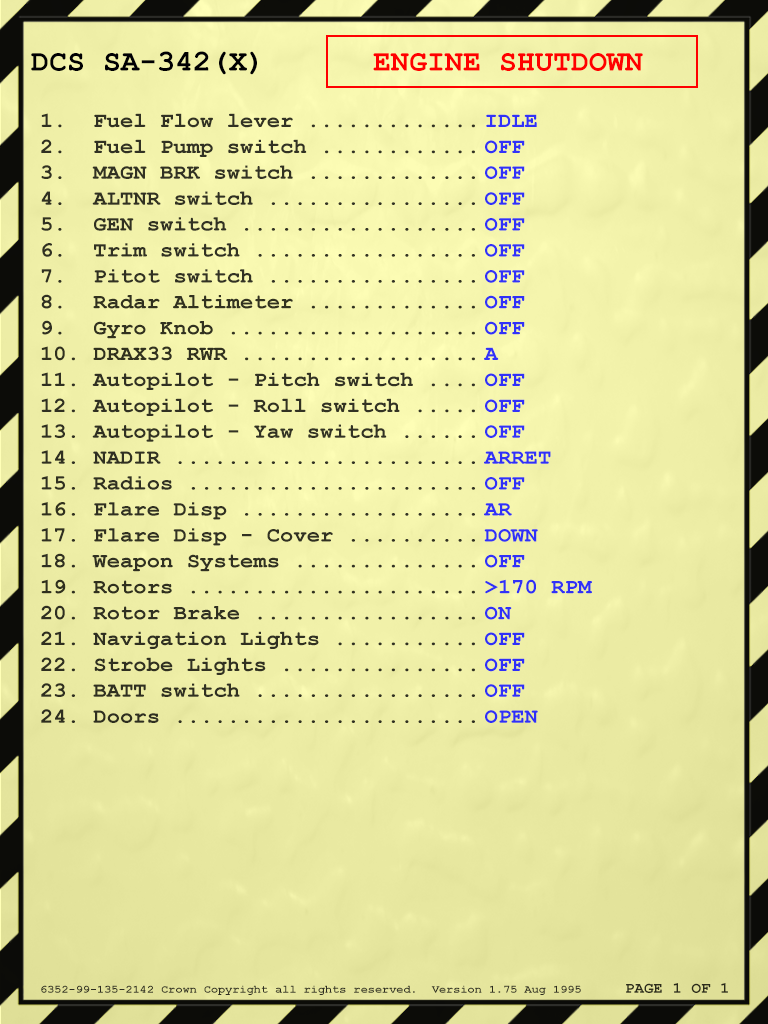 DCS SA-342(X)
ENGINE SHUTDOWN
1. Fuel Flow lever ............. IDLE
2. Fuel Pump switch ............ OFF
3. MAGN BRK switch ............. OFF
4. ALTNR switch ................ OFF
5. GEN switch .................. OFF
6. Trim switch ................. OFF
7. Pitot switch ................ OFF
8. Radar Altimeter ............. OFF
9. Gyro Knob ................... OFF
10. DRAX33 RWR .................. A
11. Autopilot - Pitch switch .... OFF
12. Autopilot - Roll switch ..... OFF
13. Autopilot - Yaw switch ...... OFF
14. NADIR ....................... ARRET
15. Radios ...................... OFF
16. Flare Disp .................. AR
17. Flare Disp - Cover .......... DOWN
18. Weapon Systems .............. OFF
19. Rotors ...................... >170 RPM
20. Rotor Brake ................. ON
21. Navigation Lights ........... OFF
22. Strobe Lights ............... OFF
23. BATT switch ................. OFF
24. Doors ....................... OPEN
6352-99-135-2142 Crown Copyright all rights reserved. Version 1.75 Aug 1995 PAGE 1 OF 1